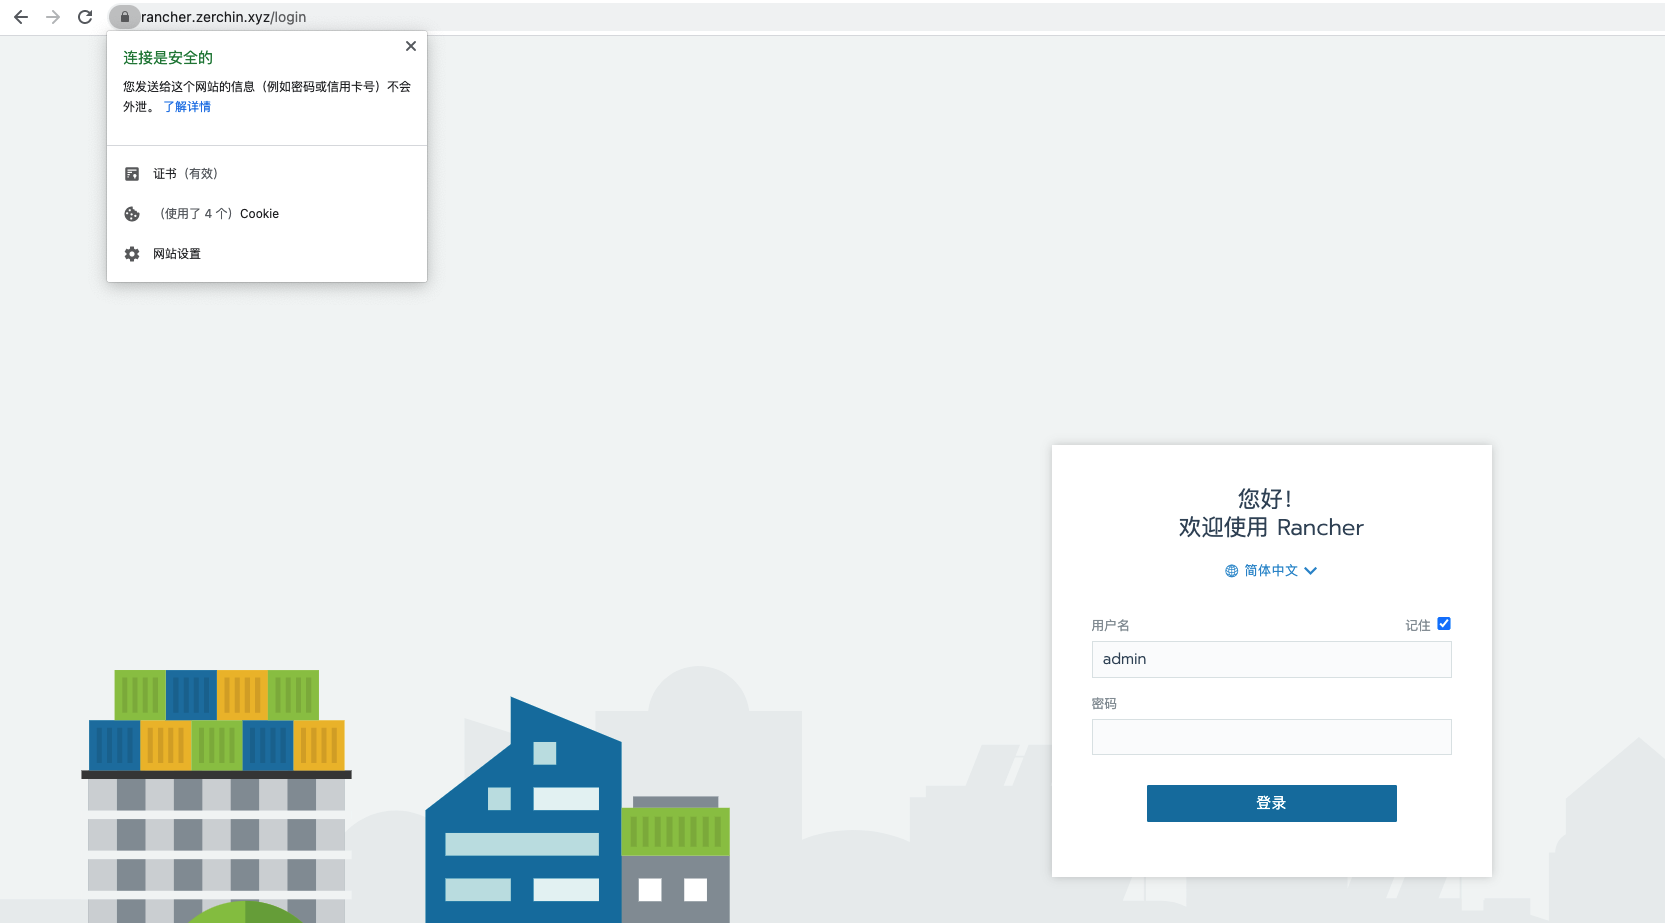 rancher.zerchin.xyz/login
连接是安全的
您发送给这个网站的信息（例如密码或信用卡号）不会
外泄。 了解详情
证书（有效）
（使用了 4 个）Cookie
网站设置
您好！
欢迎使用 Rancher
简体中文
用户名 记住
admin
密码
登录